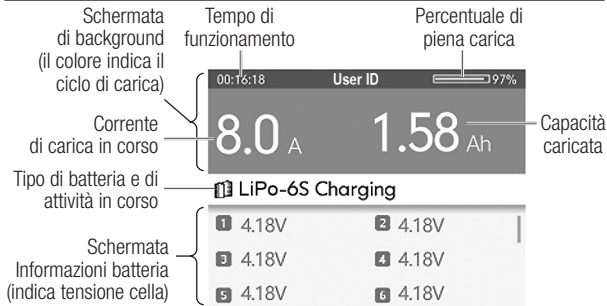 Schermata
di background
(il colore indica il
ciclo di carica)
Tempo di
funzionamento
Percentuale di
piena carica
00:16:18 User ID 97%
Corrente
di carica in corso
8.0 A 1.58 Ah
Capacità
caricata
Tipo di batteria e di
attività in corso
LiPo-6S Charging
Schermata
Informazioni batteria
(indica tensione cella)
1 4.18V 2 4.18V
3 4.18V 4 4.18V
5 4.18V 6 4.18V